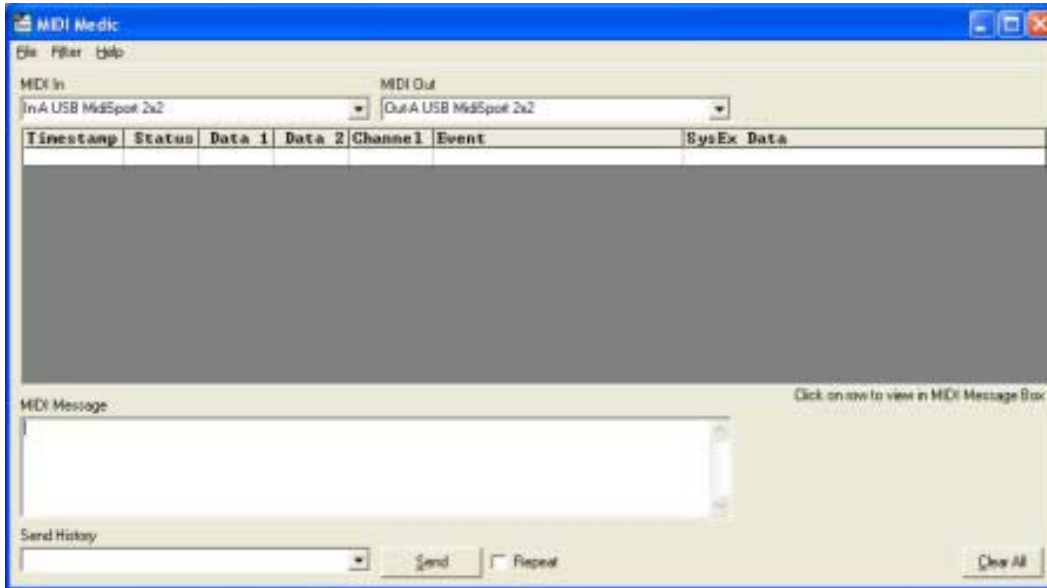 MIDI Medic
File Filter Help
MIDI In MIDI Out
In-A USB MidiSport 2x2 Out-A USB MidiSport 2x2
Timestamp Status Data 1 Data 2 Channel Event SysEx Data
Click on row to view in MIDI Message Box
MIDI Message
Send History
Send Repeat Clear All